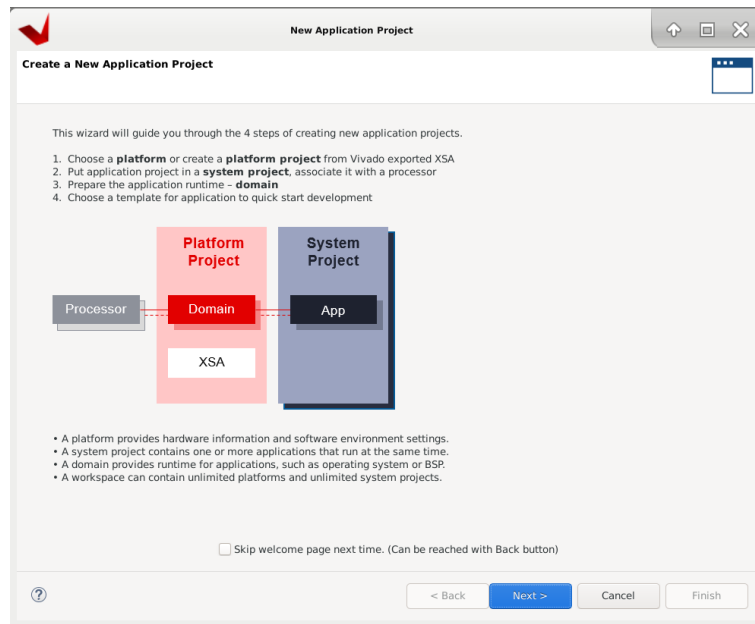 New Application Project
Create a New Application Project
This wizard will guide you through the 4 steps of creating new application projects.
1. Choose a platform or create a platform project from Vivado exported XSA
2. Put application project in a system project, associate it with a processor
3. Prepare the application runtime – domain
4. Choose a template for application to quick start development
Platform
Project
System
Project
Processor
Domain
App
XSA
• A platform provides hardware information and software environment settings.
• A system project contains one or more applications that run at the same time.
• A domain provides runtime for applications, such as operating system or BSP.
• A workspace can contain unlimited platforms and unlimited system projects.
Skip welcome page next time. (Can be reached with Back button)
?
< Back
Next >
Cancel
Finish